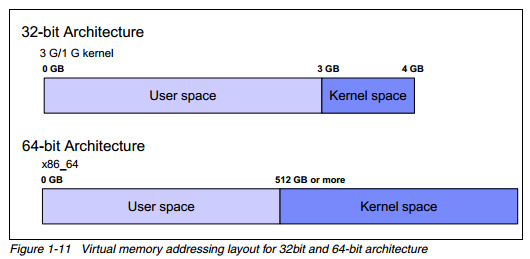 32-bit Architecture
3 G/1 G kernel
0 GB 3 GB 4 GB
User space Kernel space
64-bit Architecture
x86_64
0 GB 512 GB or more
User space Kernel space
Figure 1-11 Virtual memory addressing layout for 32bit and 64-bit architecture